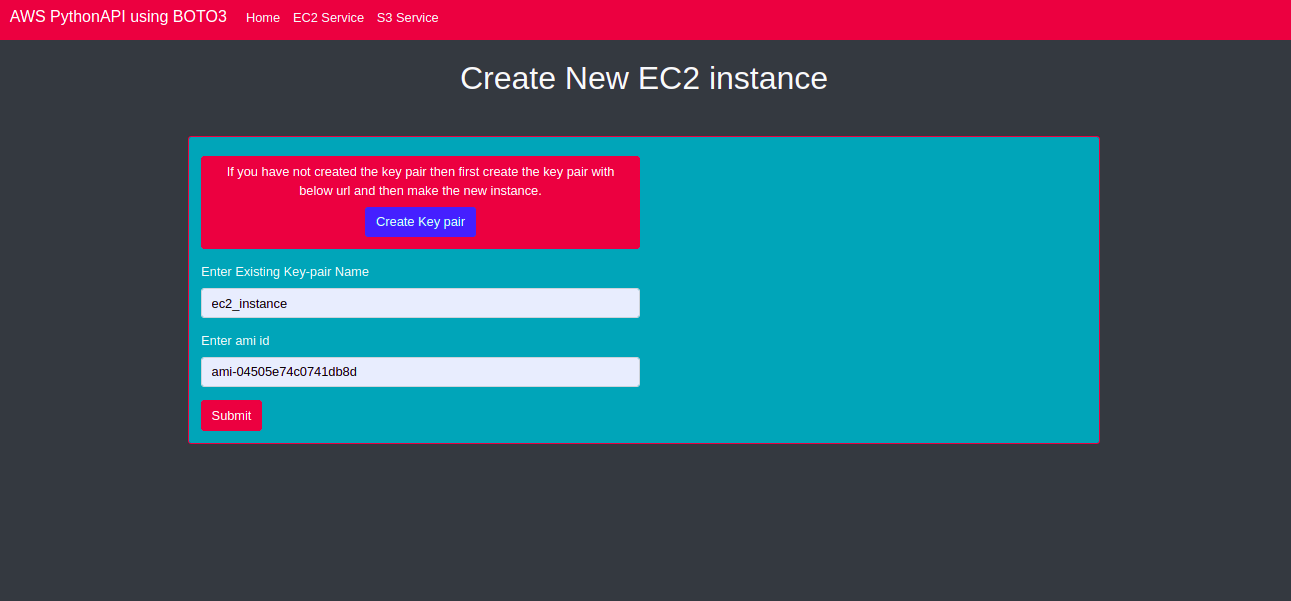 AWS PythonAPI using BOTO3 Home EC2 Service S3 Service
Create New EC2 instance
If you have not created the key pair then first create the key pair with
below url and then make the new instance.
Create Key pair
Enter Existing Key-pair Name
ec2_instance
Enter ami id
ami-04505e74c0741db8d
Submit